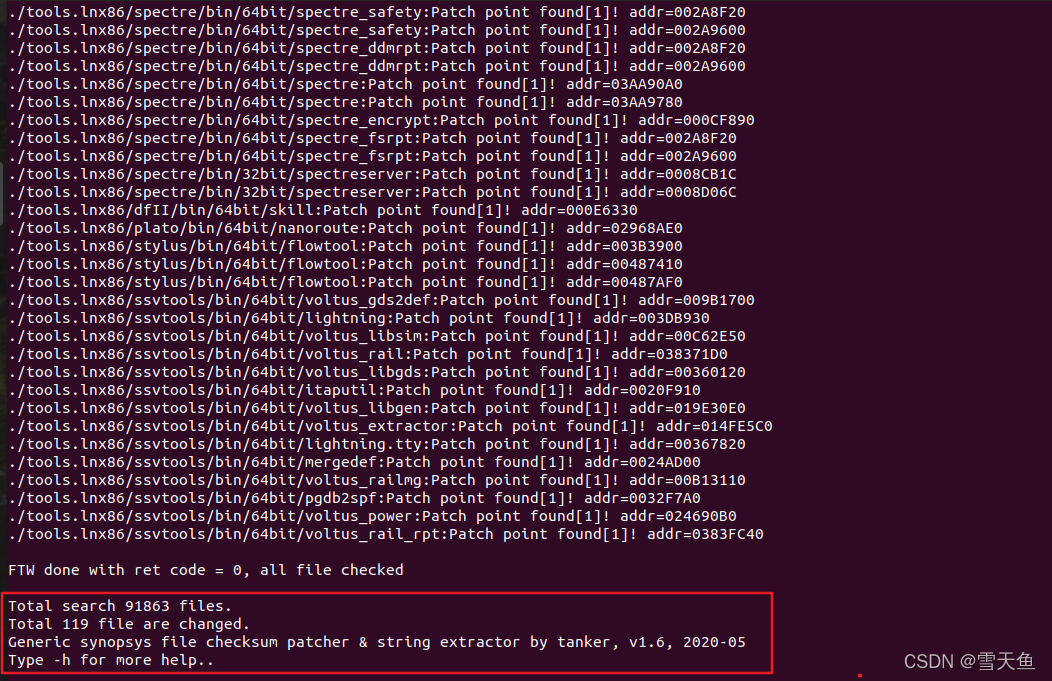 ./tools.lnx86/spectre/bin/64bit/spectre_safety:Patch point found[1]! addr=002A8F20
./tools.lnx86/spectre/bin/64bit/spectre_safety:Patch point found[1]! addr=002A9600
./tools.lnx86/spectre/bin/64bit/spectre_ddmrpt:Patch point found[1]! addr=002A8F20
./tools.lnx86/spectre/bin/64bit/spectre_ddmrpt:Patch point found[1]! addr=002A9600
./tools.lnx86/spectre/bin/64bit/spectre:Patch point found[1]! addr=03AA90A0
./tools.lnx86/spectre/bin/64bit/spectre:Patch point found[1]! addr=03AA9780
./tools.lnx86/spectre/bin/64bit/spectre_encrypt:Patch point found[1]! addr=000CF890
./tools.lnx86/spectre/bin/64bit/spectre_fsrpt:Patch point found[1]! addr=002A8F20
./tools.lnx86/spectre/bin/64bit/spectre_fsrpt:Patch point found[1]! addr=002A9600
./tools.lnx86/spectre/bin/32bit/spectreserver:Patch point found[1]! addr=0008CB1C
./tools.lnx86/spectre/bin/32bit/spectreserver:Patch point found[1]! addr=0008D06C
./tools.lnx86/dfII/bin/64bit/skill:Patch point found[1]! addr=000E6330
./tools.lnx86/plato/bin/64bit/nanoroute:Patch point found[1]! addr=02968AE0
./tools.lnx86/stylus/bin/64bit/flowtool:Patch point found[1]! addr=003B3900
./tools.lnx86/stylus/bin/64bit/flowtool:Patch point found[1]! addr=00487410
./tools.lnx86/stylus/bin/64bit/flowtool:Patch point found[1]! addr=00487AF0
./tools.lnx86/ssvtools/bin/64bit/voltus_gds2def:Patch point found[1]! addr=009B1700
./tools.lnx86/ssvtools/bin/64bit/lightning:Patch point found[1]! addr=003DB930
./tools.lnx86/ssvtools/bin/64bit/voltus_libsim:Patch point found[1]! addr=00C62E50
./tools.lnx86/ssvtools/bin/64bit/voltus_rail:Patch point found[1]! addr=038371D0
./tools.lnx86/ssvtools/bin/64bit/voltus_libgds:Patch point found[1]! addr=00360120
./tools.lnx86/ssvtools/bin/64bit/itaputil:Patch point found[1]! addr=0020F910
./tools.lnx86/ssvtools/bin/64bit/voltus_libgen:Patch point found[1]! addr=019E30E0
./tools.lnx86/ssvtools/bin/64bit/voltus_extractor:Patch point found[1]! addr=014FE5C0
./tools.lnx86/ssvtools/bin/64bit/lightning.tty:Patch point found[1]! addr=00367820
./tools.lnx86/ssvtools/bin/64bit/mergedef:Patch point found[1]! addr=0024AD00
./tools.lnx86/ssvtools/bin/64bit/voltus_railmg:Patch point found[1]! addr=00B13110
./tools.lnx86/ssvtools/bin/64bit/pgdb2spf:Patch point found[1]! addr=0032F7A0
./tools.lnx86/ssvtools/bin/64bit/voltus_power:Patch point found[1]! addr=024690B0
./tools.lnx86/ssvtools/bin/64bit/voltus_rail_rpt:Patch point found[1]! addr=0383FC40
FTW done with ret code = 0, all file checked
Total search 91863 files.
Total 119 file are changed.
Generic synopsys file checksum patcher & string extractor by tanker, v1.6, 2020-05
Type -h for more help..
CSDN @雪天鱼